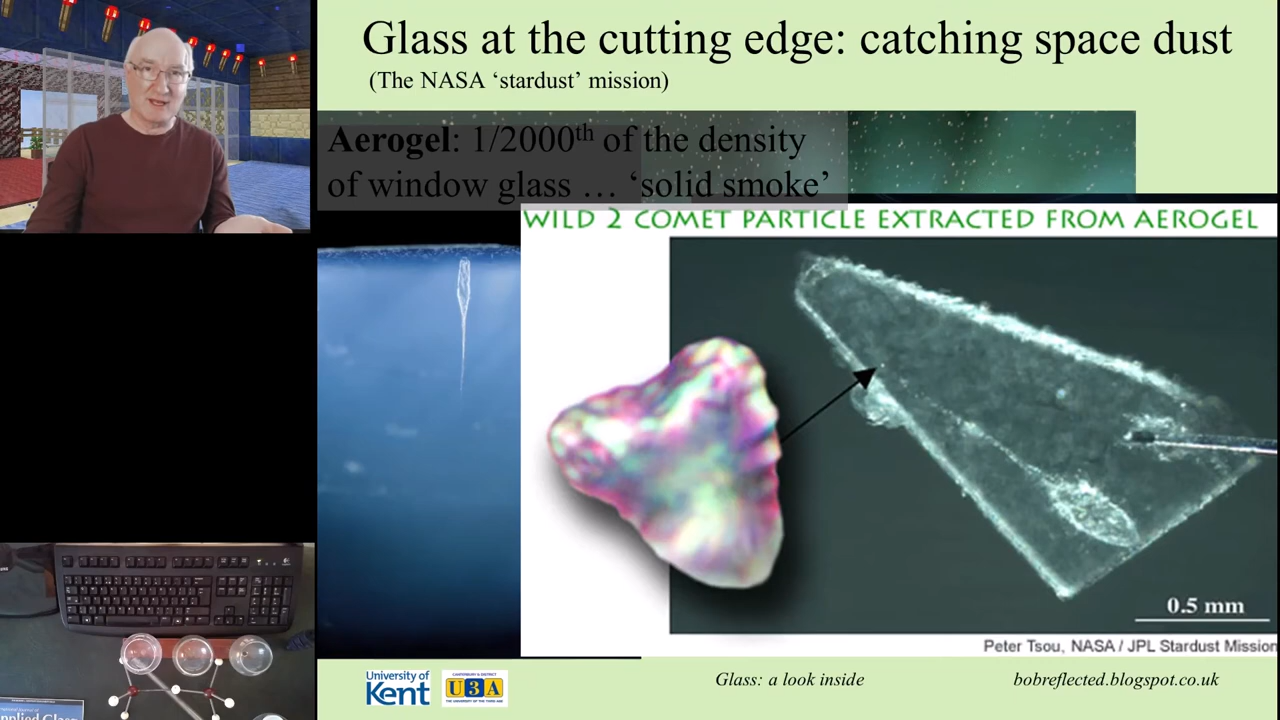 Glass at the cutting edge: catching space dust
(The NASA ‘stardust’ mission)
Aerogel: 1/2000th of the density
of window glass … ‘solid smoke’
WILD 2 COMET PARTICLE EXTRACTED FROM AEROGEL
0.5 mm
Peter Tsou, NASA / JPL Stardust Mission
University of
Kent
U3A
Glass: a look inside
bobreflected.blogspot.co.uk
Applied Glass